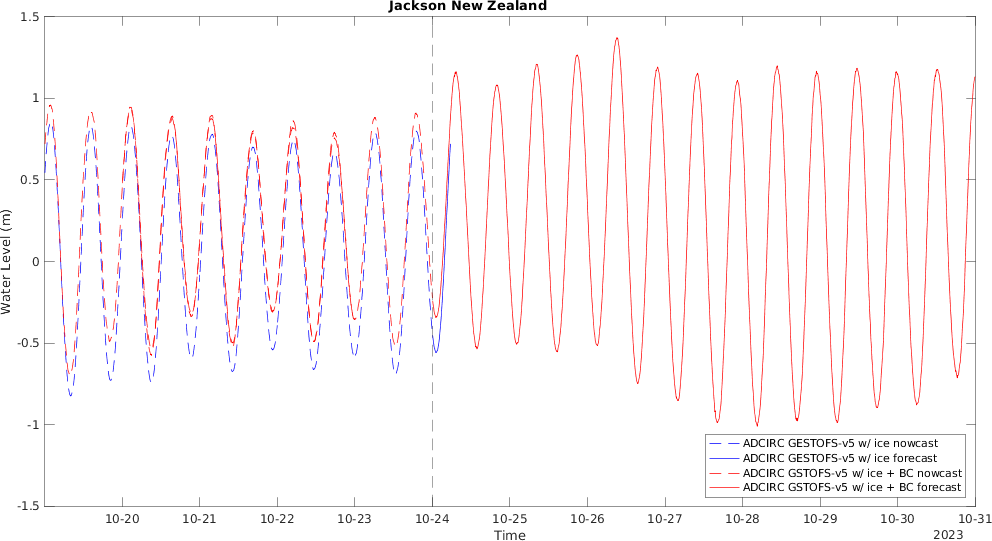 Jackson New Zealand
1.5
1
0.5
0
-0.5
-1
-1.5
Water Level (m)
ADCIRC GESTOFS-v5 w/ ice nowcast
ADCIRC GESTOFS-v5 w/ ice forecast
ADCIRC GSTOFS-v5 w/ ice + BC nowcast
ADCIRC GSTOFS-v5 w/ ice + BC forecast
10-20 10-21 10-22 10-23 10-24 10-25 10-26 10-27 10-28 10-29 10-30 10-31
Time
2023